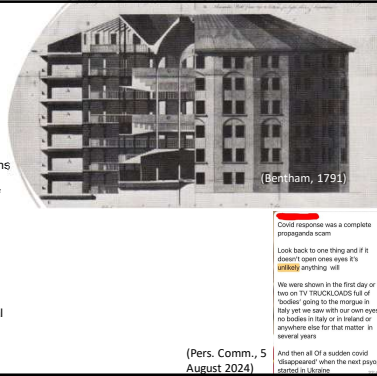 ns
(Bentham, 1791)
Covid response was a complete
propaganda scam
Look back to one thing and if it
doesn't open ones eyes it's
unlikely anything will
We were shown in the first day or
two on TV TRUCKLOADS full of
'bodies' going to the morgue in
Italy yet we saw with our own eyes
no bodies in Italy or in Ireland or
anywhere else for that matter in
several years
And then all Of a sudden covid
'disappeared' when the next psyo
started in Ukraine
(Pers. Comm., 5
August 2024)